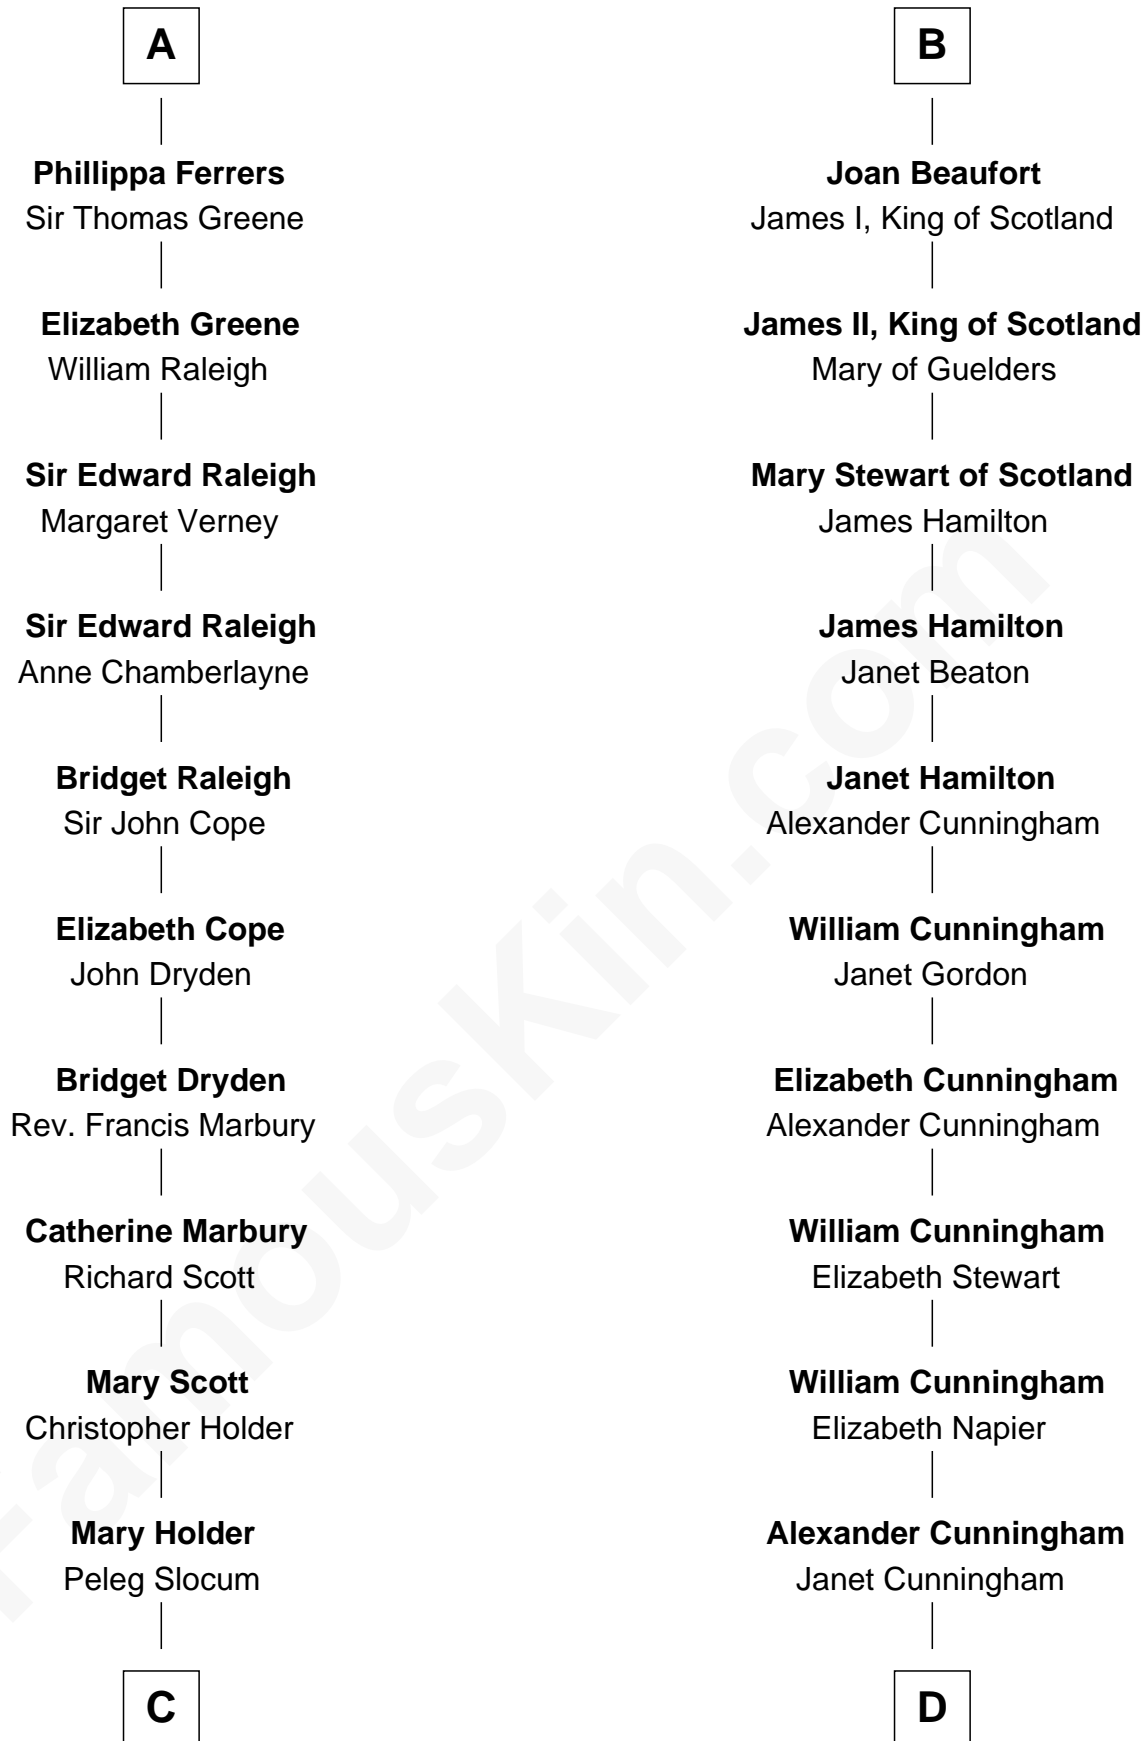 A
Phillippa Ferrers
Sir Thomas Greene
Elizabeth Greene
William Raleigh
Sir Edward Raleigh
Margaret Verney
Sir Edward Raleigh
Anne Chamberlayne
Bridget Raleigh
Sir John Cope
Elizabeth Cope
John Dryden
Bridget Dryden
Rev. Francis Marbury
Catherine Marbury
Richard Scott
Mary Scott
Christopher Holder
Mary Holder
Peleg Slocum
C
B
Joan Beaufort
James I, King of Scotland
James II, King of Scotland
Mary of Guelders
Mary Stewart of Scotland
James Hamilton
James Hamilton
Janet Beaton
Janet Hamilton
Alexander Cunningham
William Cunningham
Janet Gordon
Elizabeth Cunningham
Alexander Cunningham
William Cunningham
Elizabeth Stewart
William Cunningham
Elizabeth Napier
Alexander Cunningham
Janet Cunningham
D
FamousKin.com